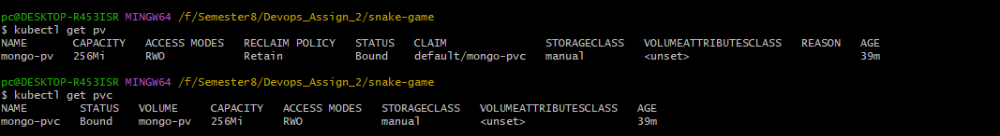 pc@DESKTOP-R453ISR MINGW64 /f/Semester8/Devops_Assign_2/snake-game
$ kubectl get pv
NAME CAPACITY ACCESS MODES RECLAIM POLICY STATUS CLAIM STORAGECLASS VOLUMEATTRIBUTESCLASS REASON AGE
mongo-pv 256Mi RWO Retain Bound default/mongo-pvc manual <unset> 39m
pc@DESKTOP-R453ISR MINGW64 /f/Semester8/Devops_Assign_2/snake-game
$ kubectl get pvc
NAME STATUS VOLUME CAPACITY ACCESS MODES STORAGECLASS VOLUMEATTRIBUTESCLASS AGE
mongo-pvc Bound mongo-pv 256Mi RWO manual <unset> 39m